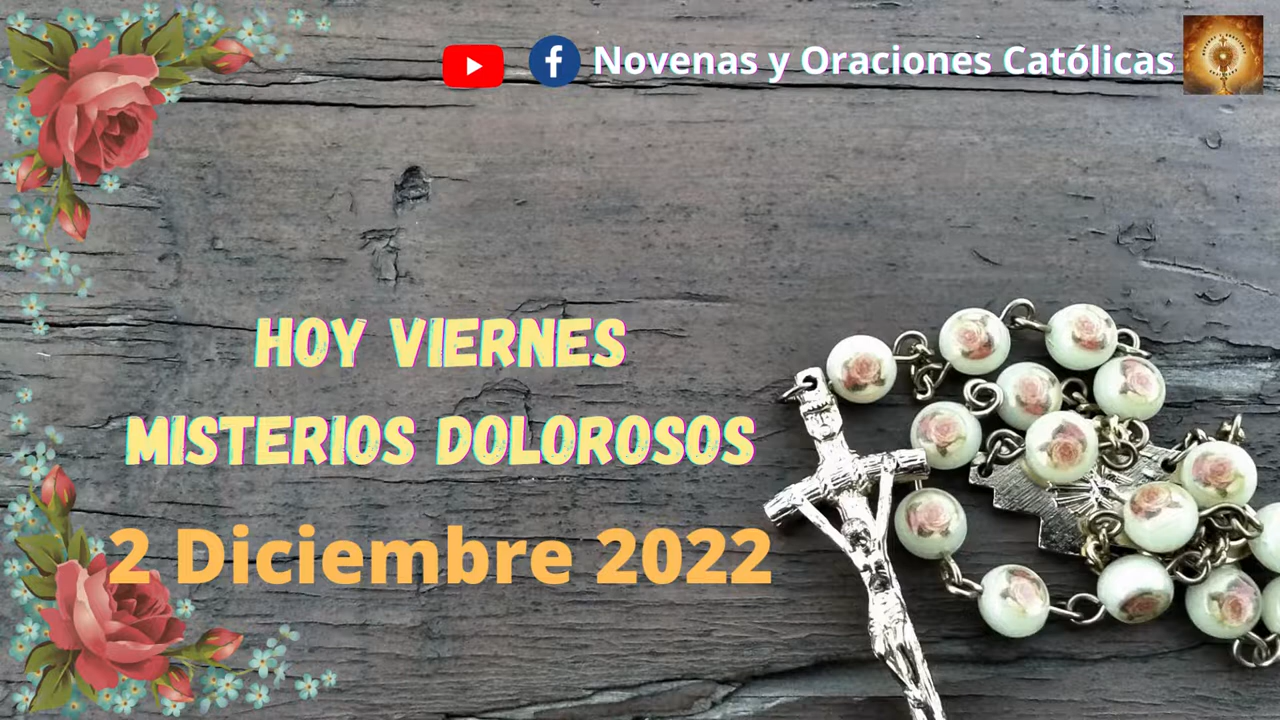 Novenas y Oraciones Católicas
HOY VIERNES
MISTERIOS DOLOROSOS
2 Diciembre 2022